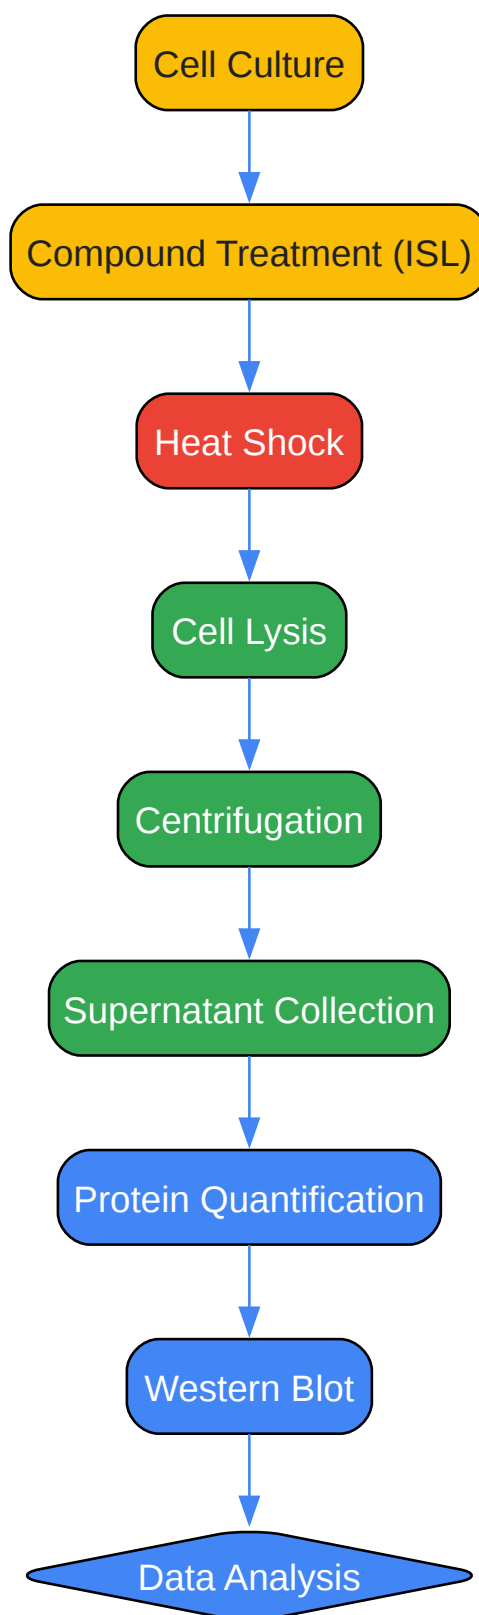 Cell Culture
Compound Treatment (ISL)
Heat Shock
Cell Lysis
Centrifugation
Supernatant Collection
Protein Quantification
Western Blot
Data Analysis